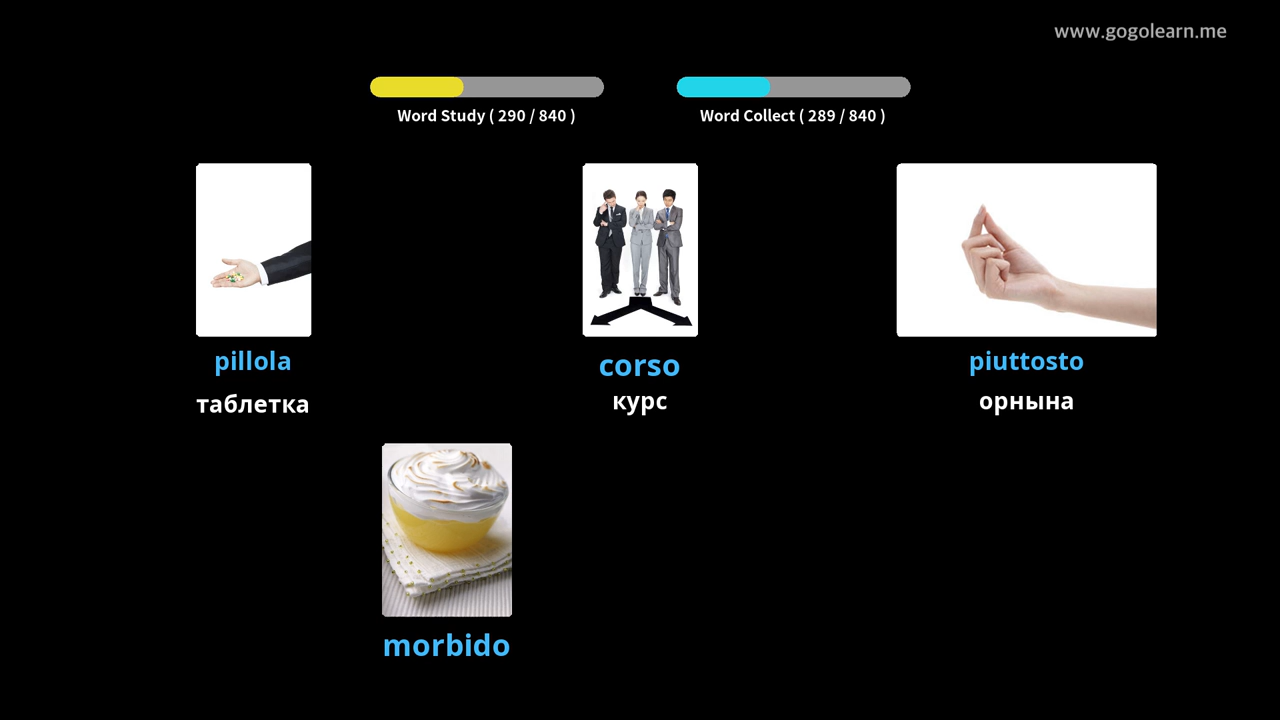 www.gogolearn.me
Word Study ( 290 / 840 )
Word Collect ( 289 / 840 )
pillola
corso
piuttosto
таблетка
курс
орнына
morbido